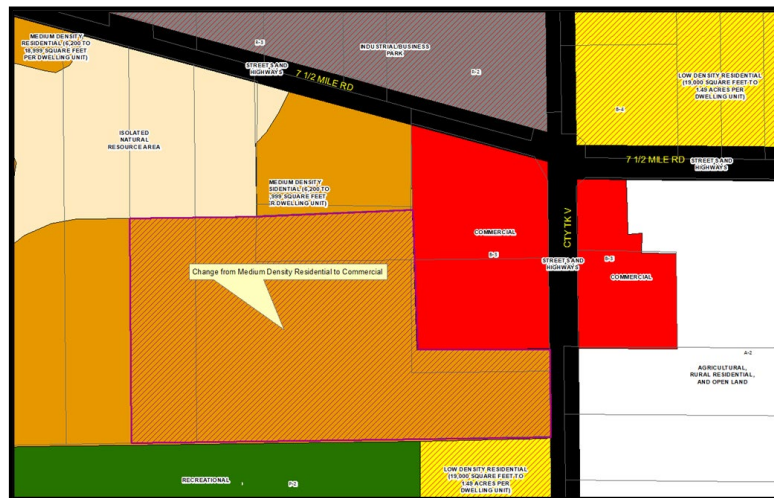 MEDIUM DENSITY
RESIDENTIAL (6,200 TO
18,999 SQUARE FEET
PER DWELLING UNIT)
INDUSTRIAL/BUSINESS
PARK
STREETS AND
HIGHWAYS
7 1/2 MILE RD
LOW DENSITY RESIDENTIAL
(19,000 SQUARE FEET TO
1.49 ACRES PER
DWELLING UNIT)
R-4
ISOLATED
NATURAL
RESOURCE AREA
7 1/2 MILE RD
STREETS AND
HIGHWAYS
MEDIUM DENSITY
SIDENTIAL (6,200 TO
,999 SQUARE FEET
R DWELLING UNIT)
COMMERCIAL
B-3
CTY TK V
STREETS AND
HIGHWAYS
B-3
COMMERCIAL
Change from Medium Density Residential to Commercial
A-2
AGRICULTURAL,
RURAL RESIDENTIAL,
AND OPEN LAND
RECREATIONAL
P-2
LOW DENSITY RESIDENTIAL
(19,000 SQUARE FEET TO
1.49 ACRES PER
DWELLING UNIT)